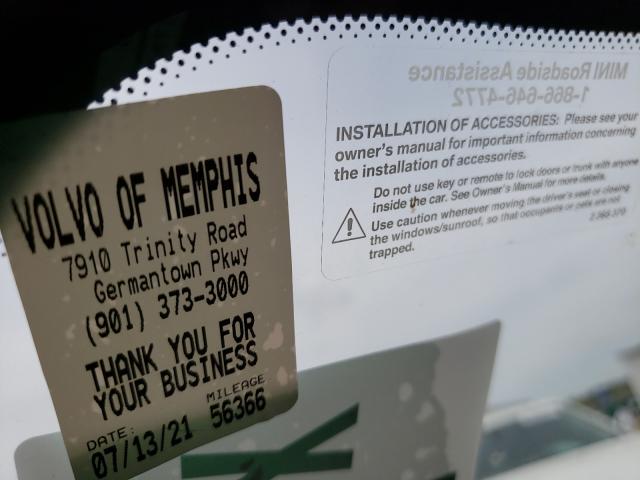 VOLVO OF MEMPHIS
7910 Trinity Road
Germantown Pkwy
(901) 373-3000
THANK YOU FOR
YOUR BUSINESS
DATE:
07/13/21
MILEAGE
56366
MINI Roadside Assistance
1-866-646-4772
INSTALLATION OF ACCESSORIES: Please see your
owner's manual for important information concerning
the installation of accessories.
Do not use key or remote to lock doors or trunk with anyone
inside the car. See Owner's Manual for more details.
Use caution whenever moving the driver's seat or closing
the windows/sunroof, so that occupants or pets are not
trapped.
2-360-370